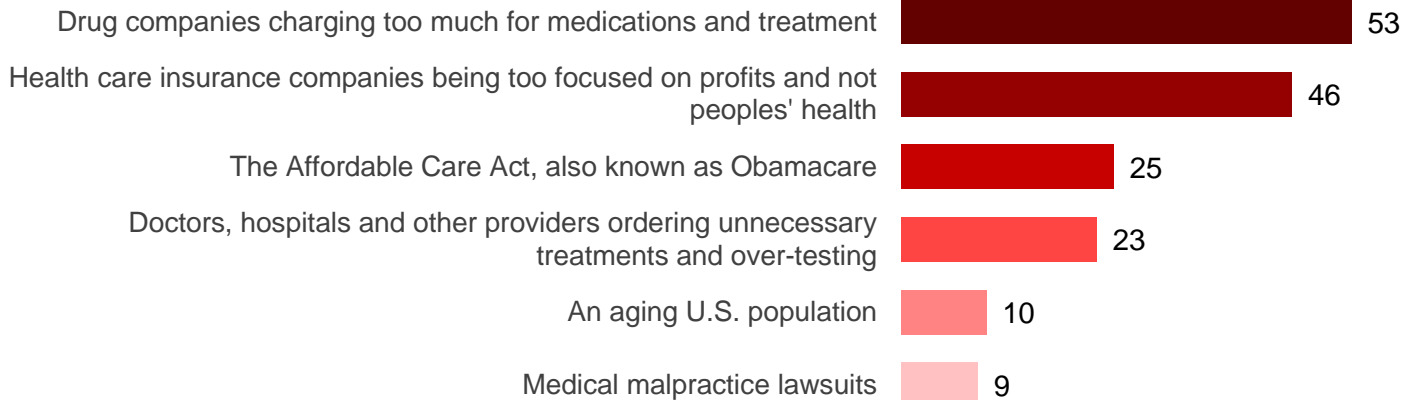 Drug companies charging too much for medications and treatment 53
Health care insurance companies being too focused on profits and not
peoples' health 46
The Affordable Care Act, also known as Obamacare 25
Doctors, hospitals and other providers ordering unnecessary
treatments and over-testing 23
An aging U.S. population 10
Medical malpractice lawsuits 9